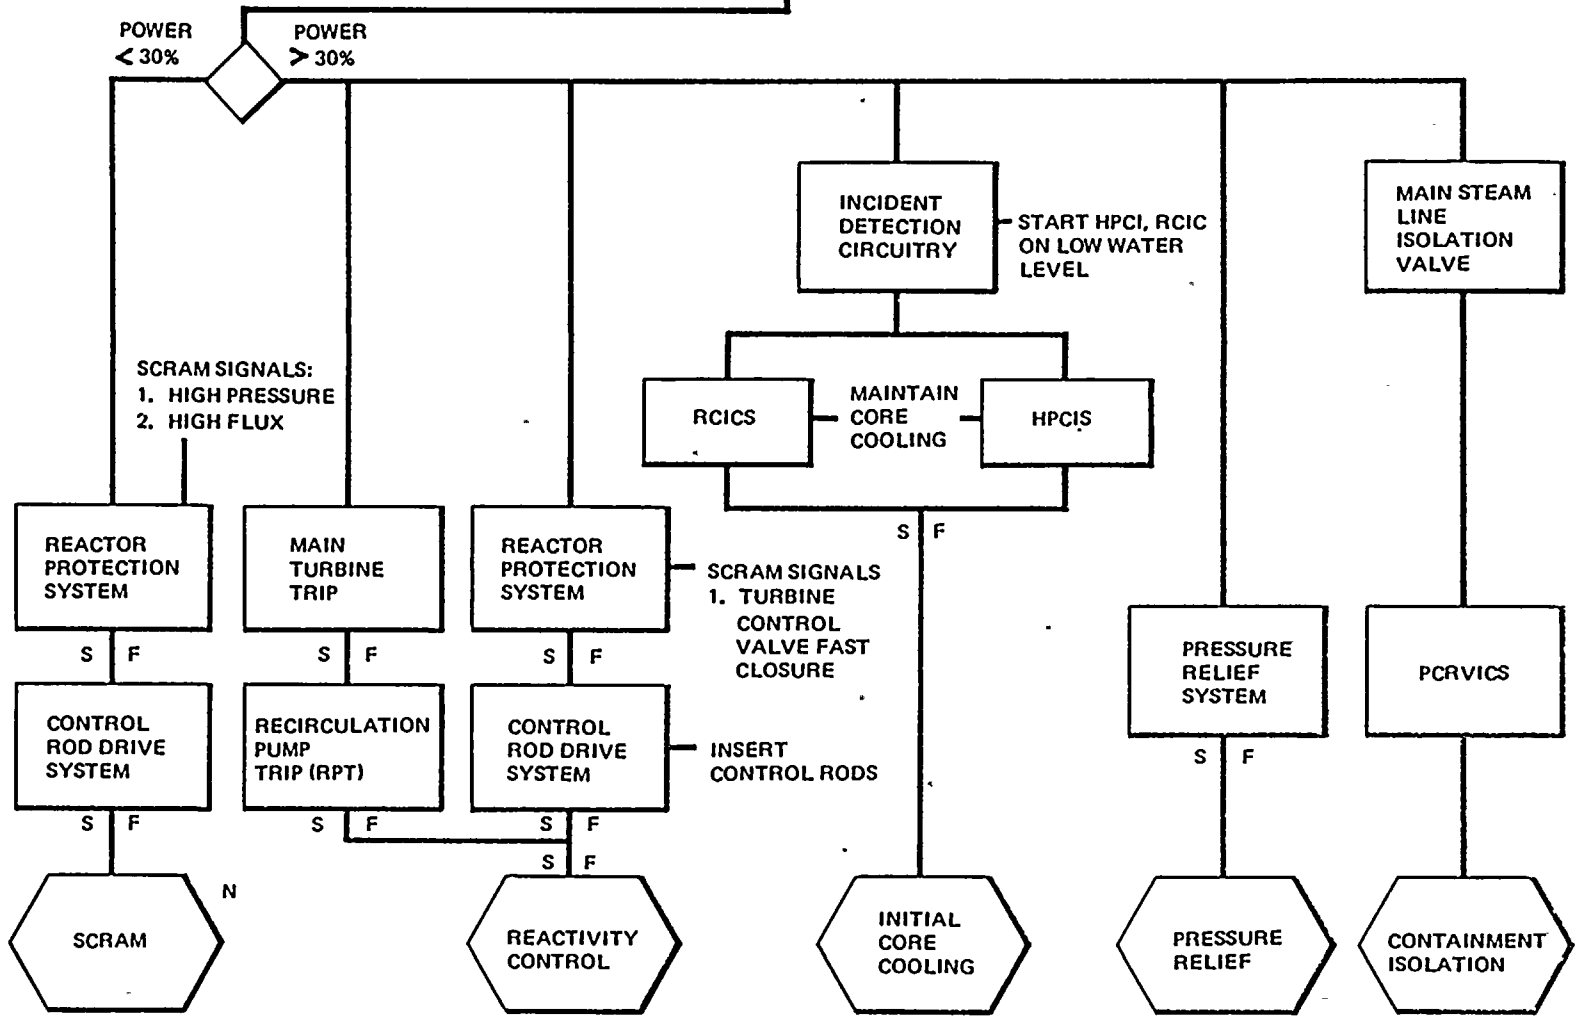 POWER
< 30%
POWER
> 30%
INCIDENT
DETECTION
CIRCUITRY
START HPCI, RCIC
ON LOW WATER
LEVEL
MAIN STEAM
LINE
ISOLATION
VALVE
SCRAM SIGNALS:
1. HIGH PRESSURE
2. HIGH FLUX
RCICS
MAINTAIN
CORE
COOLING
HPCIS
S F
REACTOR
PROTECTION
SYSTEM
MAIN
TURBINE
TRIP
REACTOR
PROTECTION
SYSTEM
SCRAM SIGNALS
1. TURBINE
CONTROL
VALVE FAST
CLOSURE
S F
S F
S F
PRESSURE
RELIEF
SYSTEM
PCRVICS
CONTROL
ROD DRIVE
SYSTEM
RECIRCULATION
PUMP
TRIP (RPT)
CONTROL
ROD DRIVE
SYSTEM
INSERT
CONTROL RODS
S F
S F
S F
S F
S F
N
SCRAM
REACTIVITY
CONTROL
INITIAL
CORE
COOLING
PRESSURE
RELIEF
CONTAINMENT
ISOLATION